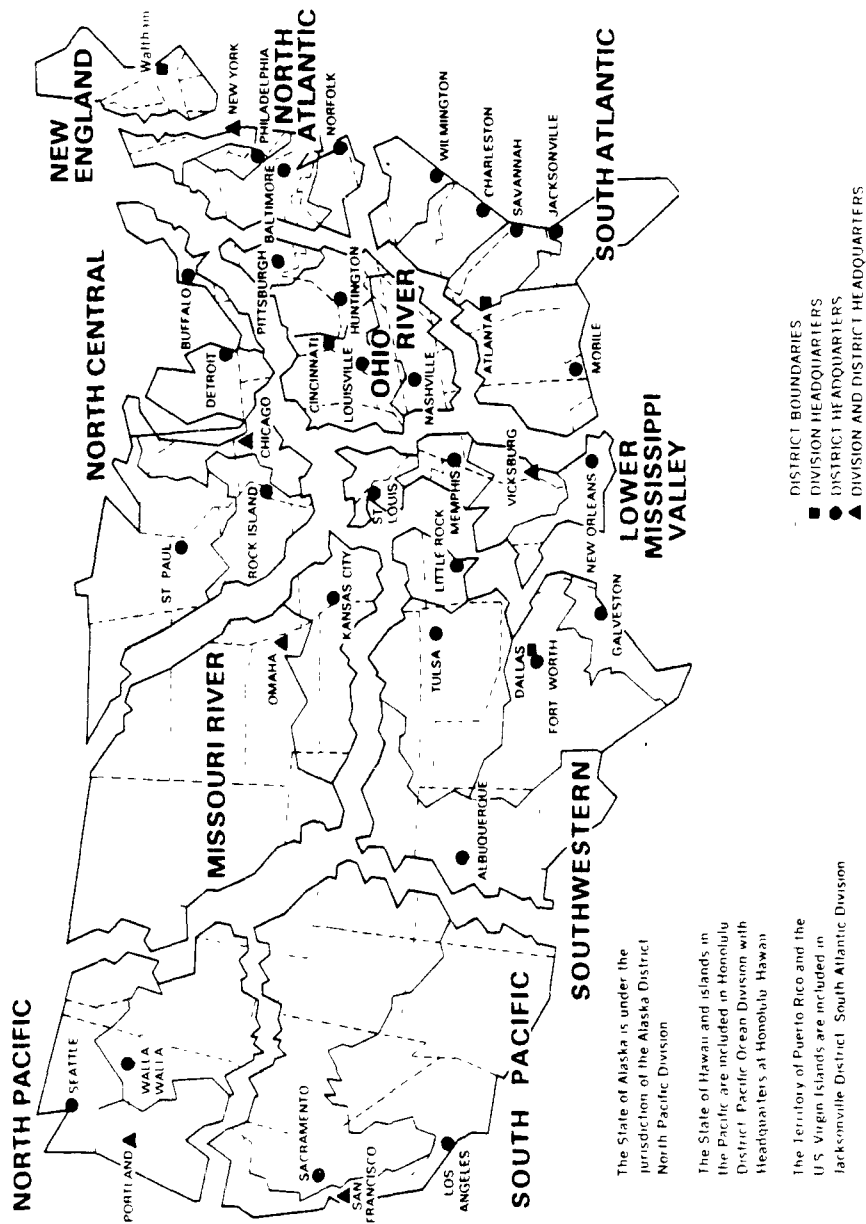 NORTH PACIFIC
SEATTLE
PORTLAND
WALLA
WALLA
MISSOURI RIVER
OMAHA
KANSAS CITY
NORTH CENTRAL
ST PAUL
ROCK ISLAND
CHICAGO
DETROIT
BUFFALO
NEW
ENGLAND
Waltham
NEW YORK
PHILADELPHIA
NORTH
ATLANTIC
BALTIMORE
NORFOLK
PITTSBURGH
HUNTINGTON
CINCINNATI
LOUISVILLE
OHIO
RIVER
NASHVILLE
SOUTH PACIFIC
SACRAMENTO
SAN
FRANCISCO
LOS
ANGELES
SOUTHWESTERN
ALBUQUERQUE
TULSA
LITTLE ROCK
DALLAS
FORT WORTH
GALVESTON
LOWER
MISSISSIPPI
VALLEY
ST
LOUIS
MEMPHIS
VICKSBURG
NEW ORLEANS
SOUTH ATLANTIC
WILMINGTON
CHARLESTON
SAVANNAH
JACKSONVILLE
ATLANTA
MOBILE
The State of Alaska is under the
jurisdiction of the Alaska District
North Pacific Division
The State of Hawaii and islands in
the Pacific are included in Honolulu
District Pacific Ocean Division with
Headquarters at Honolulu Hawaii
The Territory of Puerto Rico and the
U S Virgin Islands are included in
Jacksonville District South Atlantic Division
DISTRICT BOUNDARIES
DIVISION HEADQUARTERS
DISTRICT HEADQUARTERS
DIVISION AND DISTRICT HEADQUARTERS